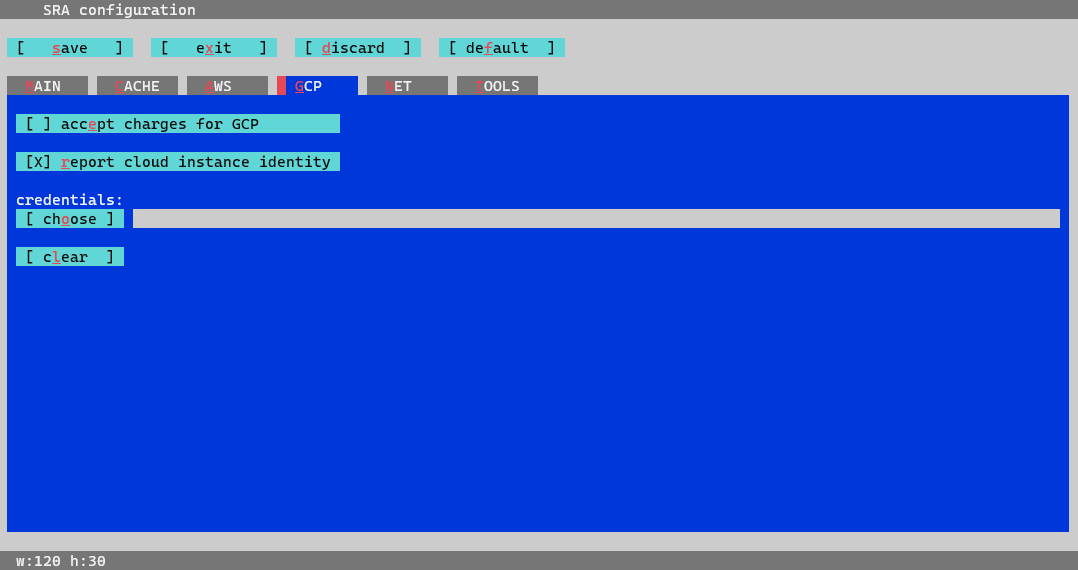 SRA configuration
[   save   ]  [   exit   ]  [ discard  ]  [ default  ]
MAIN  CACHE  AWS  GCP  NET  TOOLS
[ ] accept charges for GCP
[X] report cloud instance identity
credentials:
[ choose ]
[ clear  ]
w:120 h:30